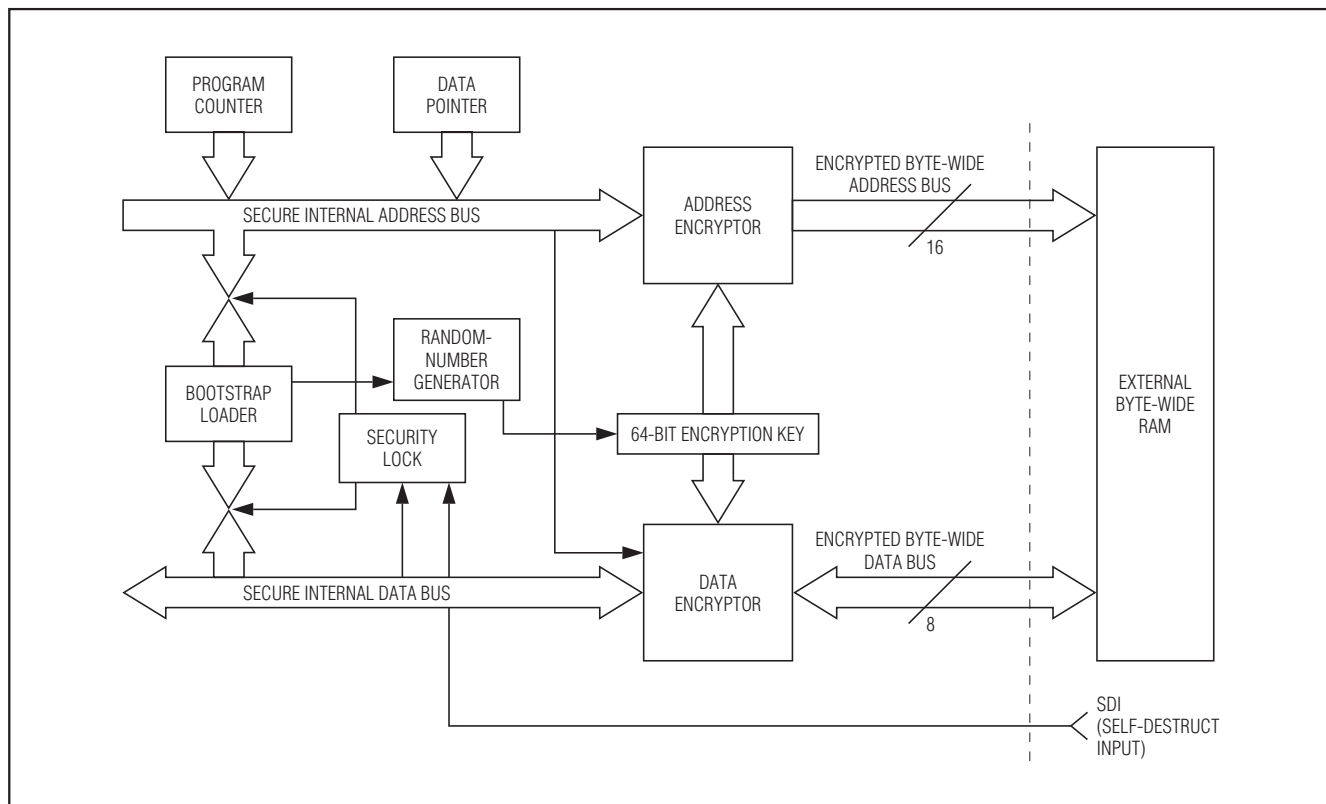 PROGRAM
COUNTER
DATA
POINTER
SECURE INTERNAL ADDRESS BUS
ADDRESS
ENCRYPTOR
ENCRYPTED BYTE-WIDE
ADDRESS BUS
16
RANDOM-
NUMBER
GENERATOR
BOOTSTRAP
LOADER
SECURITY
LOCK
64-BIT ENCRYPTION KEY
EXTERNAL
BYTE-WIDE
RAM
SECURE INTERNAL DATA BUS
DATA
ENCRYPTOR
ENCRYPTED BYTE-WIDE
DATA BUS
8
SDI
(SELF-DESTRUCT
INPUT)